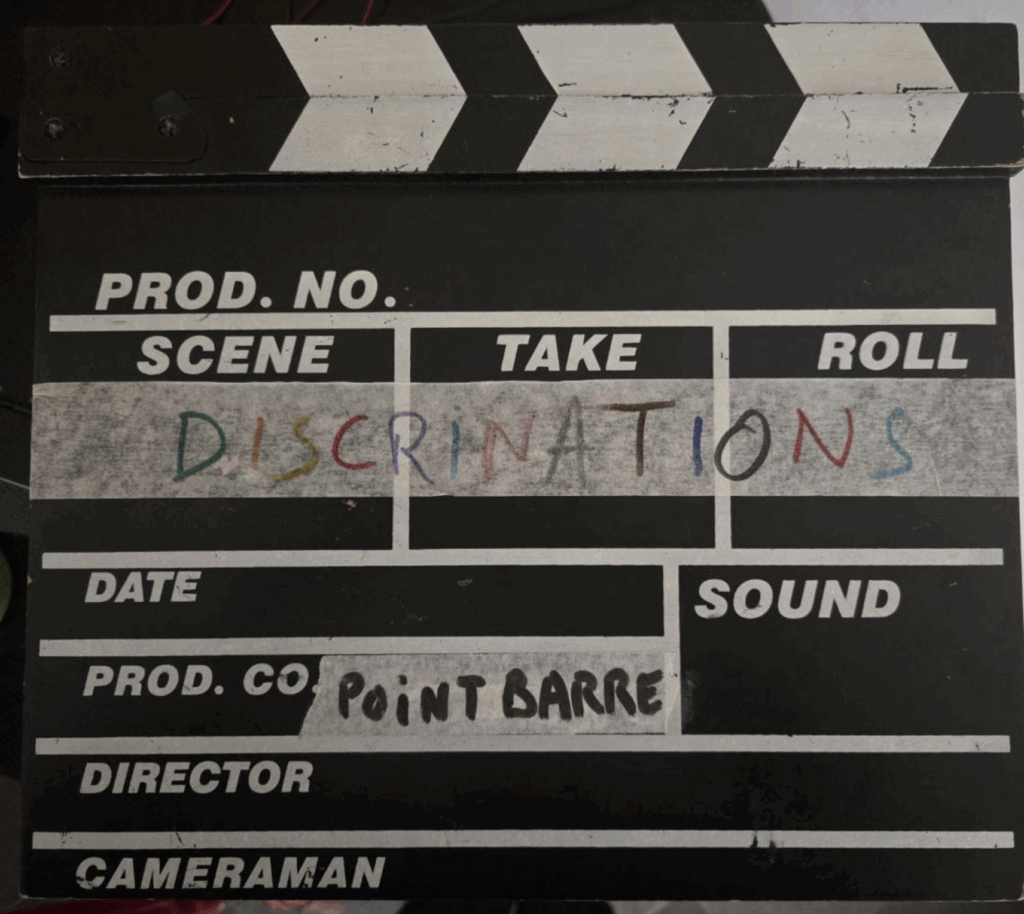 PROD. NO.
SCENE TAKE ROLL
DISCRINATIONS
DATE
SOUND
PROD. CO. POiNT BARRE
DIRECTOR
CAMERAMAN